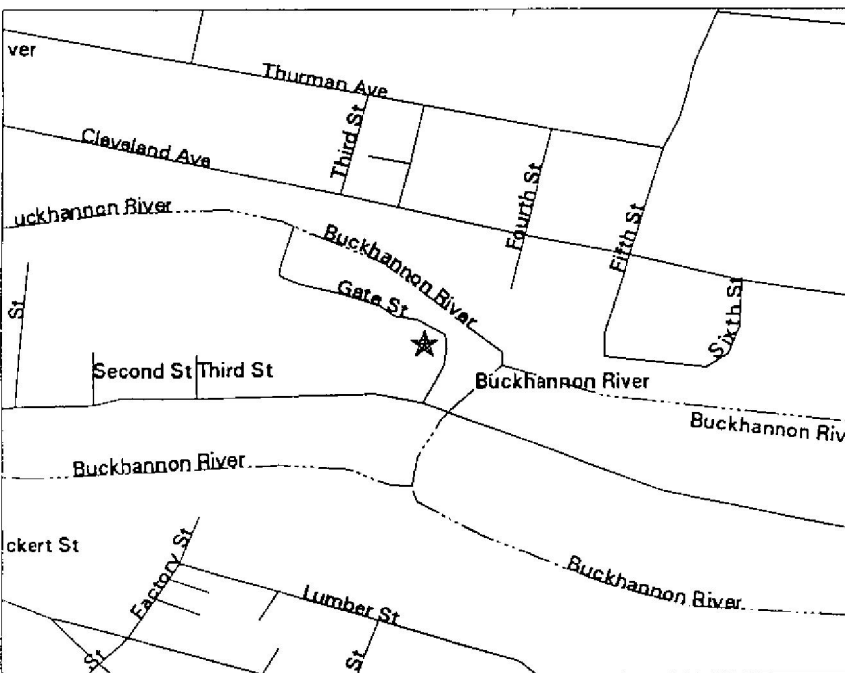 ver
Thurman Ave
Third St
Cleveland Ave
Fourth St
uckhannon River
Fifth St
Buckhannon River
Gate St
St
Sixth St
Second St
Third St
Buckhannon River
Buckhannon Riv
Buckhannon River
ckert St
Factory St
Buckhannon River
Lumber St
St
St